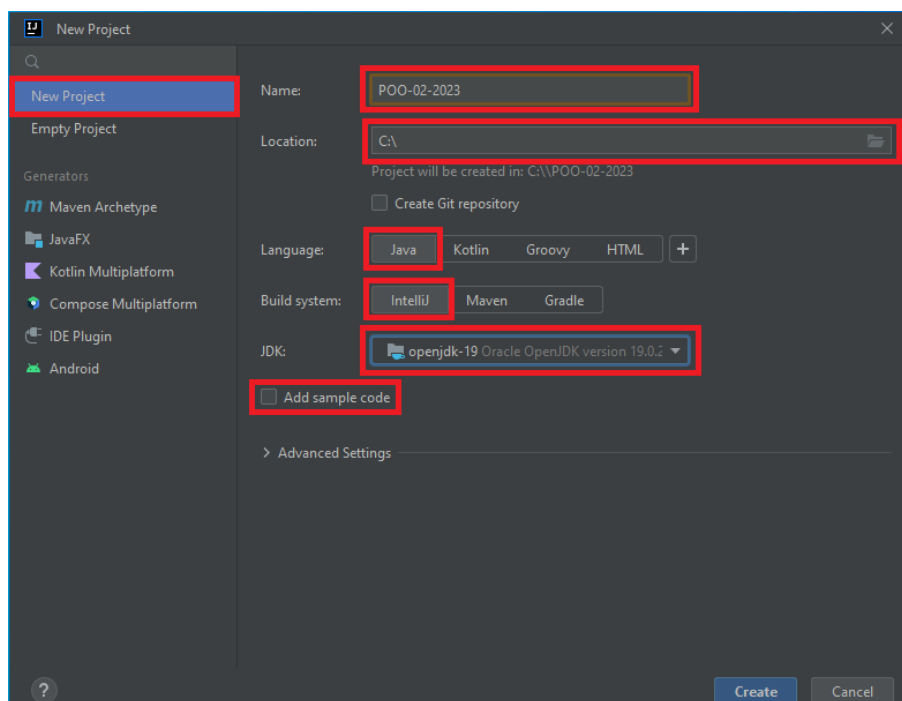 New Project
New Project
Empty Project
Generators
Maven Archetype
JavaFX
Kotlin Multiplatform
Compose Multiplatform
IDE Plugin
Android
Name: POO-02-2023
Location: C:\
Project will be created in: C:\\POO-02-2023
Create Git repository
Language: Java Kotlin Groovy HTML +
Build system: IntelliJ Maven Gradle
JDK: openjdk-19 Oracle OpenJDK version 19.0.2
Add sample code
> Advanced Settings
? Create Cancel